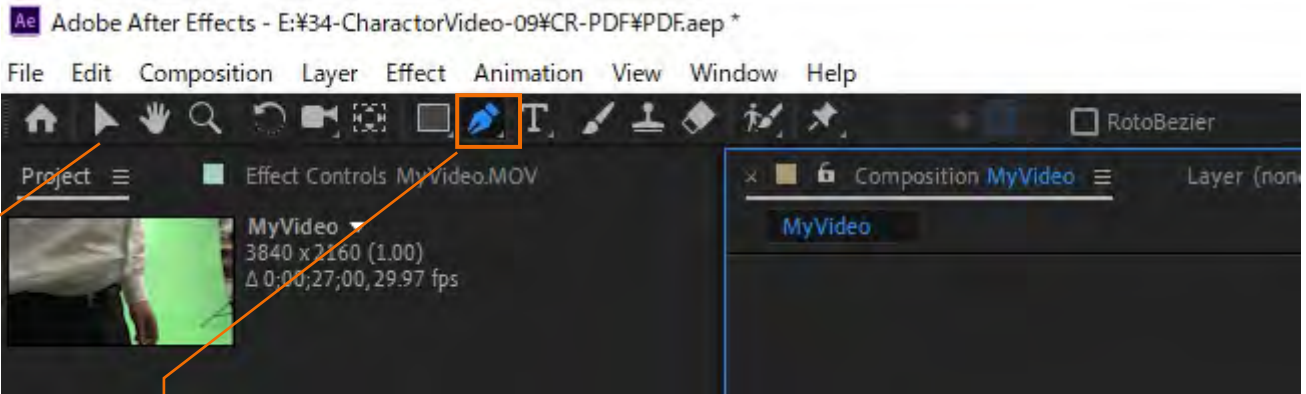 Ae Adobe After Effects - E:¥34-CharactorVideo-09¥CR-PDF¥PDF.aep *
File Edit Composition Layer Effect Animation View Window Help
T RotoBezier
Project Effect Controls MyVideo.MOV × Composition MyVideo Layer (none
MyVideo
3840 x 2160 (1.00)
Δ 0;00;27;00, 29.97 fps
MyVideo